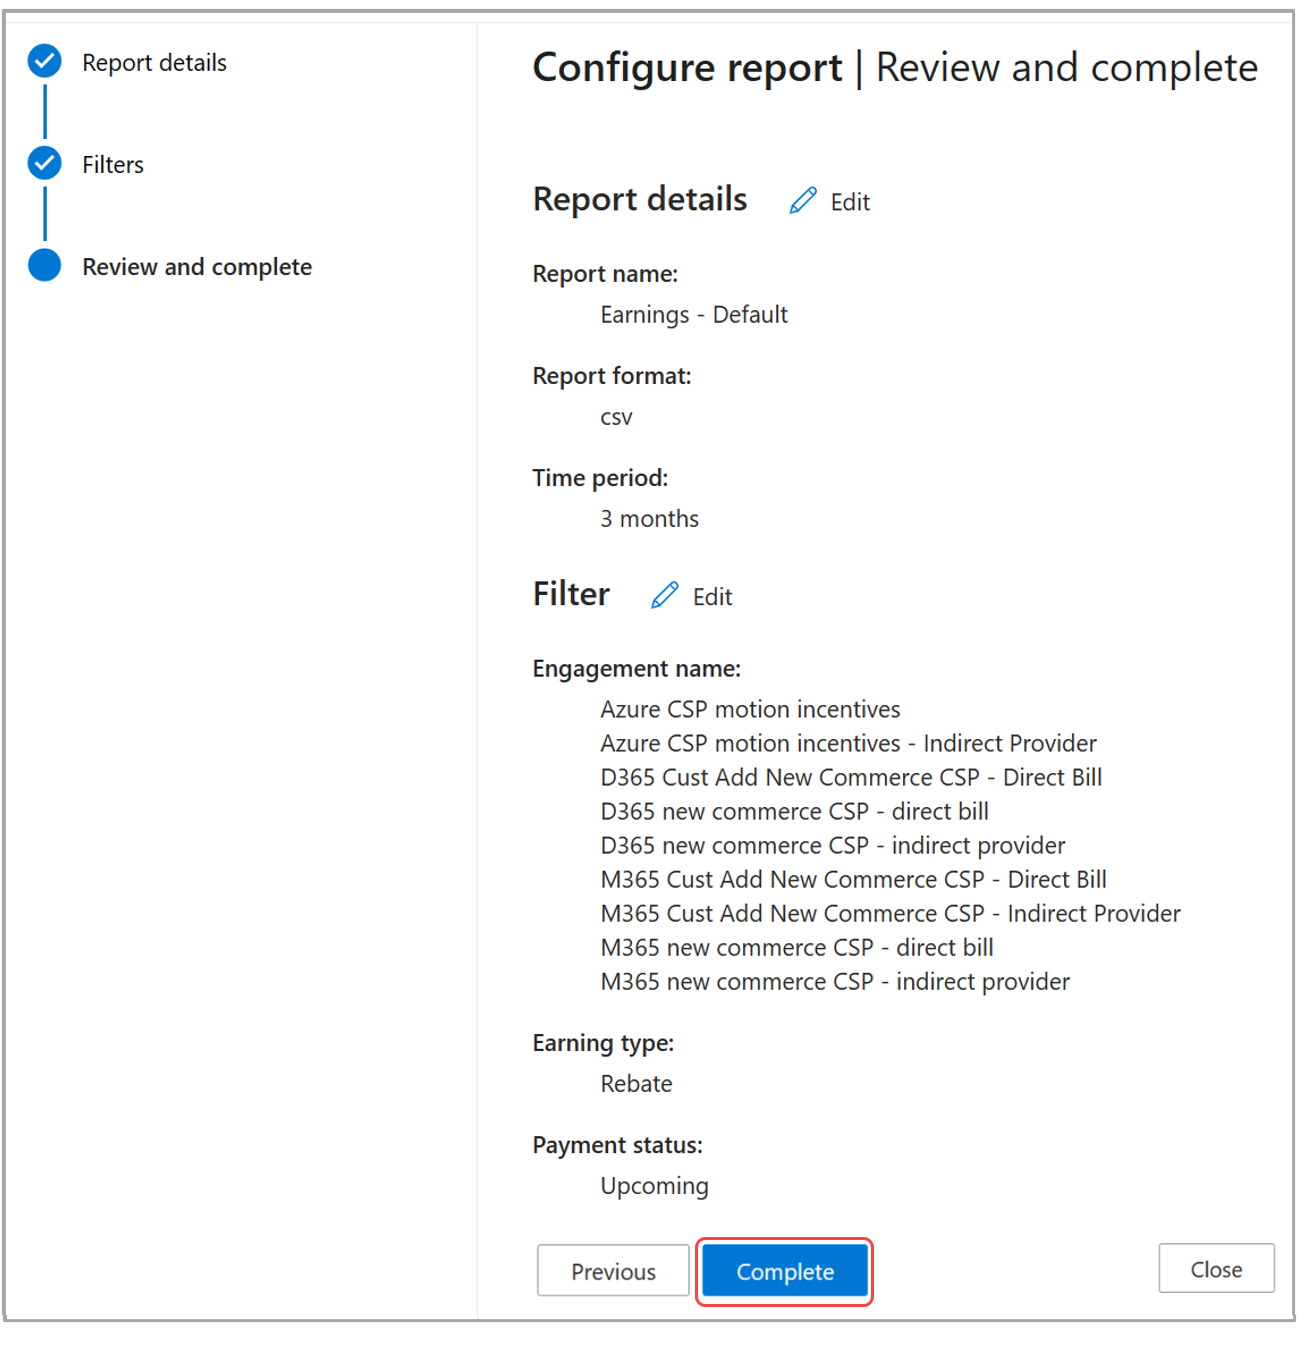 Report details
Filters
Review and complete
Configure report | Review and complete
Report details
Edit
Report name:
Earnings - Default
Report format:
csv
Time period:
3 months
Filter
Edit
Engagement name:
Azure CSP motion incentives
Azure CSP motion incentives - Indirect Provider
D365 Cust Add New Commerce CSP - Direct Bill
D365 new commerce CSP - direct bill
D365 new commerce CSP - indirect provider
M365 Cust Add New Commerce CSP - Direct Bill
M365 Cust Add New Commerce CSP - Indirect Provider
M365 new commerce CSP - direct bill
M365 new commerce CSP - indirect provider
Earning type:
Rebate
Payment status:
Upcoming
Previous
Complete
Close